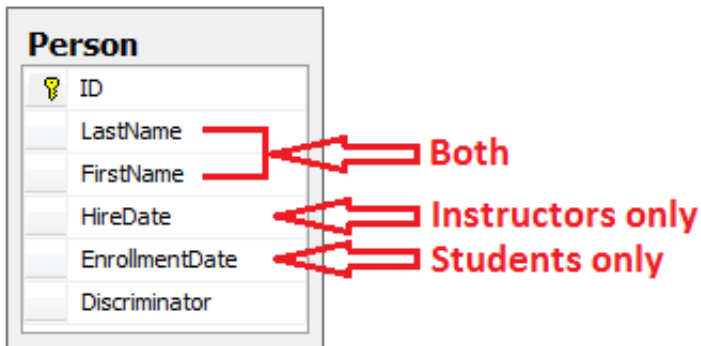 Person
ID
LastName
FirstName
Both
HireDate
Instructors only
EnrollmentDate
Students only
Discriminator